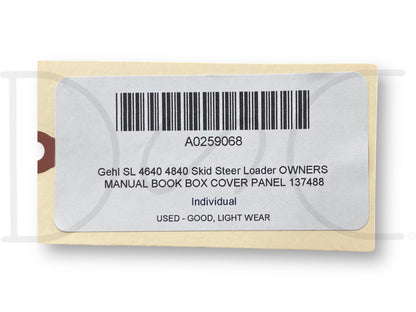 A0259068
Gehl SL 4640 4840 Skid Steer Loader OWNERS
MANUAL BOOK BOX COVER PANEL 137488
Individual
USED - GOOD, LIGHT WEAR